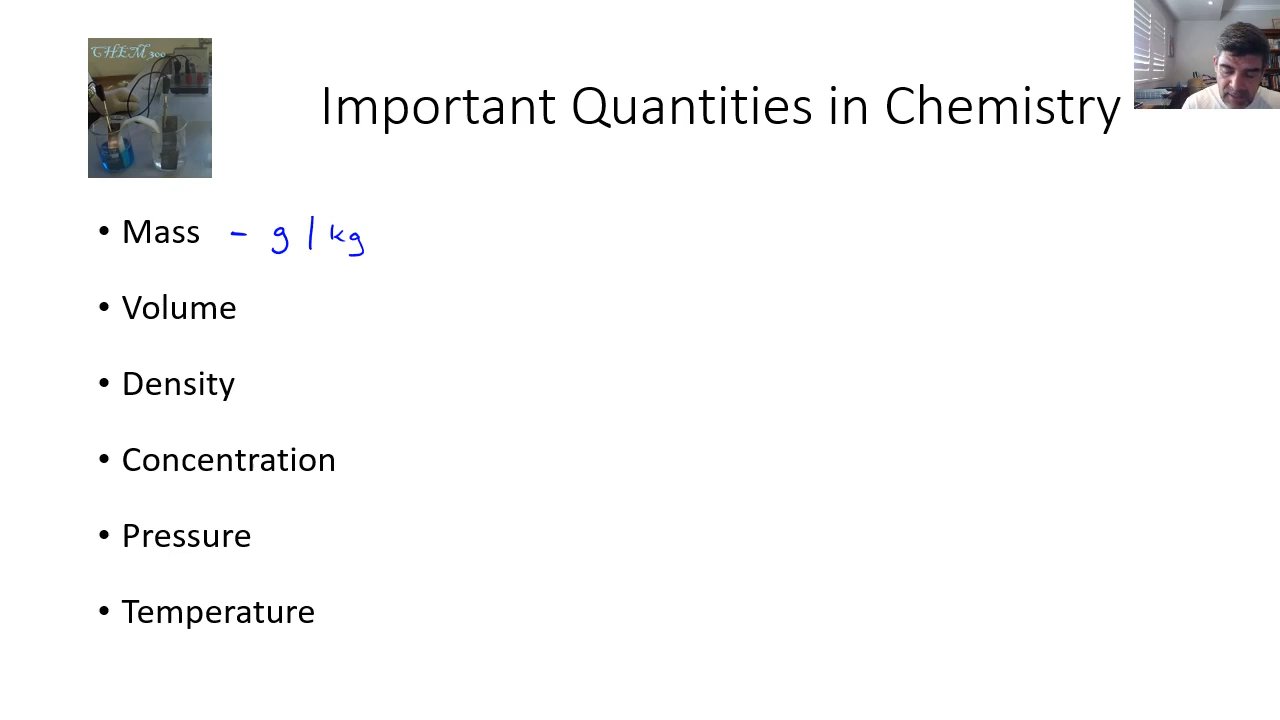 CHEM 300
Important Quantities in Chemistry
• Mass - g / kg
• Volume
• Density
• Concentration
• Pressure
• Temperature